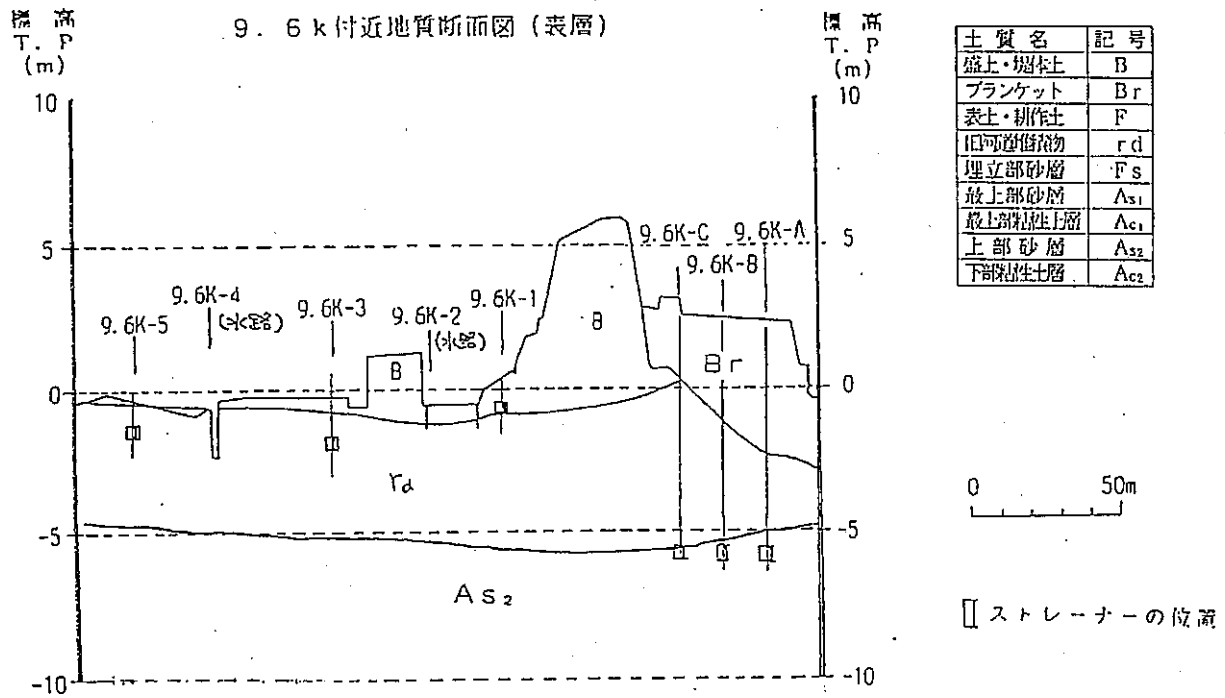 標高
T. P
(m)
9. 6k付近地質断面図 (表層)
標高
T. P
(m)
10
5
0
-5
-10
10
5
0
-5
-10
9. 6K-5
9. 6K-4
(水路)
9. 6K-3
9. 6K-2
(水路)
9. 6K-1
9. 6K-C
9. 6K-B
9. 6K-A
B
B
Br
rd
As₂
土質名 記号
盛土・堤体土 B
ブランケット Br
表土・耕作土 F
旧河道堆積物 rd
埋立部砂層 Fs
最上部砂層 As₁
最上部粘性土層 Ac₁
上部砂層 As₂
下部粘性土層 Ac₂
0 50m
ストレーナーの位置